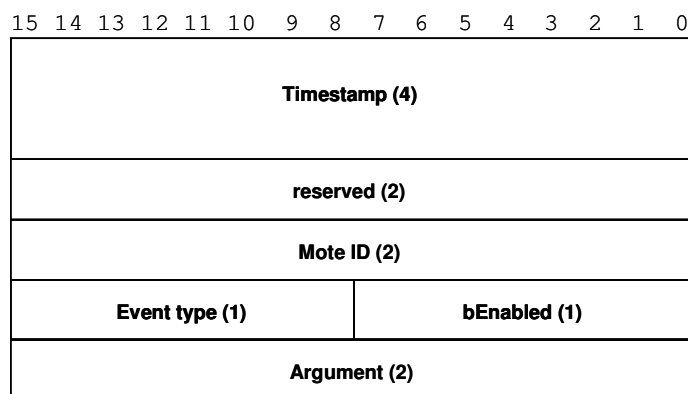 15 14 13 12 11 10 9 8 7 6 5 4 3 2 1 0
Timestamp (4)
reserved (2)
Mote ID (2)
Event type (1) bEnabled (1)
Argument (2)